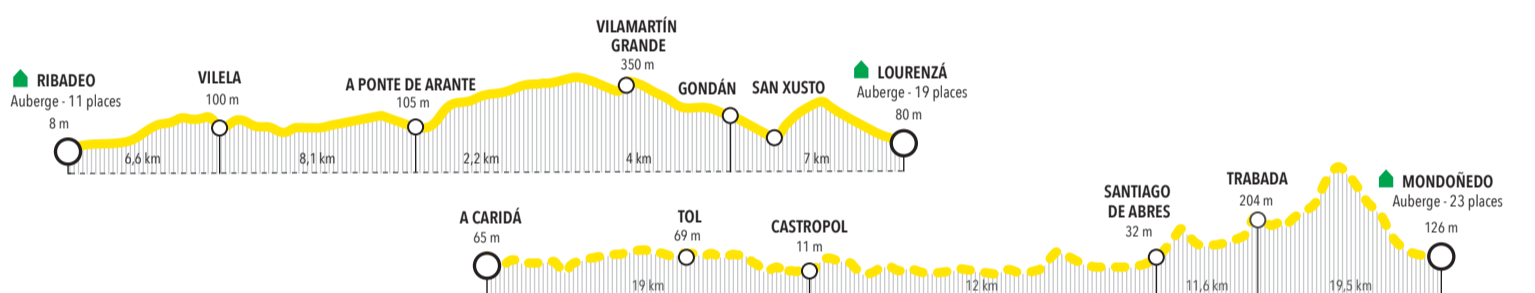 RIBADEO
Auberge - 11 places
8 m
VILELA
100 m
A PONTE DE ARANTE
105 m
VILAMARTÍN
GRANDE
350 m
GONDÁN
SAN XUSTO
LOURENZÁ
Auberge - 19 places
80 m
6,6 km
8,1 km
2,2 km
4 km
7 km
A CARIDÁ
65 m
TOL
69 m
CASTROPOL
11 m
SANTIAGO
DE ABRES
32 m
TRABADA
204 m
MONDOÑEDO
Auberge - 23 places
126 m
19 km
12 km
11,6 km
19,5 km